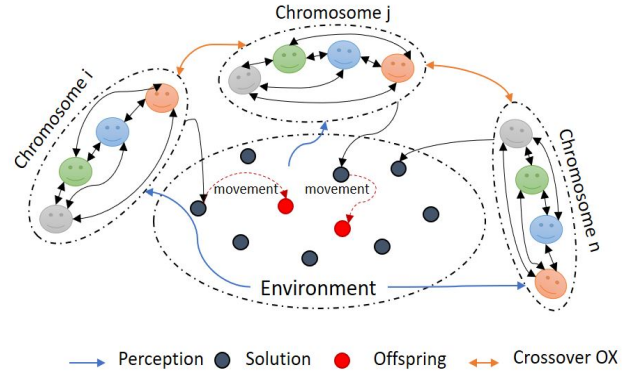 Chromosome j
Chromosome i
Chromosome n
movement
movement
Environment
Perception
Solution
Offspring
Crossover OX